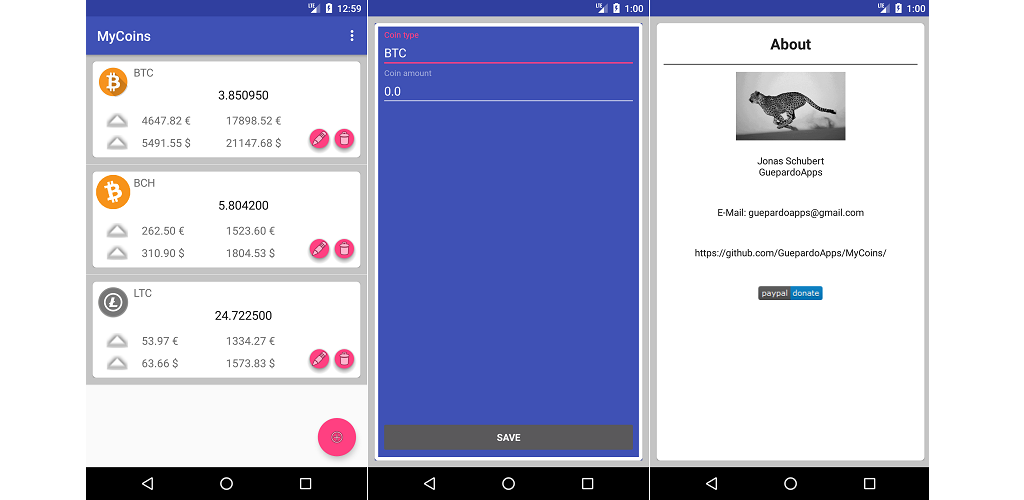 LTE 12:59
MyCoins
BTC
3.850950
4647.82 € 17898.52 €
5491.55 $ 21147.68 $
BCH
5.804200
262.50 € 1523.60 €
310.90 $ 1804.53 $
LTC
24.722500
53.97 € 1334.27 €
63.66 $ 1573.83 $
LTE 1:00
Coin type
BTC
Coin amount
0.0
SAVE
LTE 1:00
About
Jonas Schubert
GuepardoApps
E-Mail: guepardoapps@gmail.com
https://github.com/GuepardoApps/MyCoins/
paypal donate